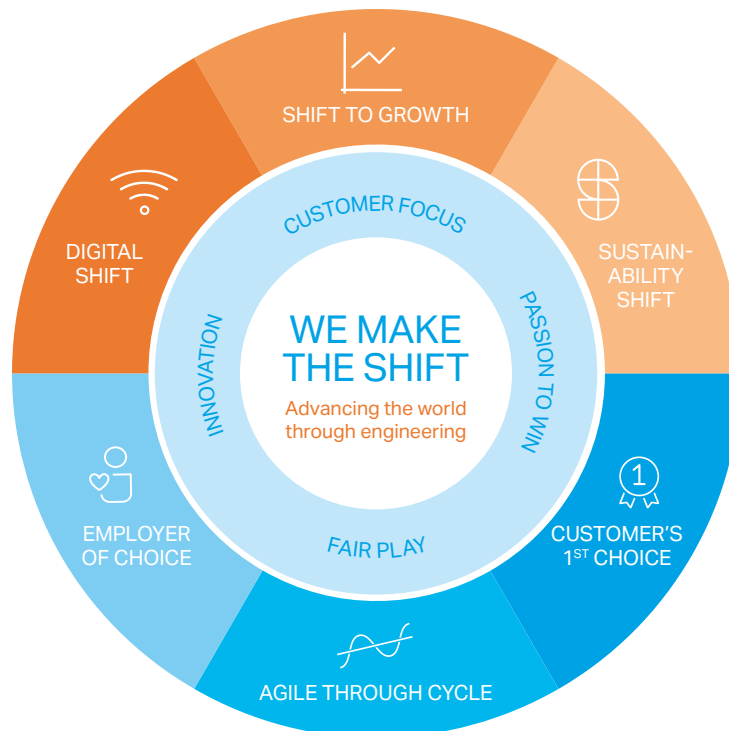 SHIFT TO GROWTH
DIGITAL
SHIFT
SUSTAIN-
ABILITY
SHIFT
CUSTOMER FOCUS
INNOVATION
PASSION TO WIN
FAIR PLAY
WE MAKE
THE SHIFT
Advancing the world
through engineering
EMPLOYER
OF CHOICE
1
CUSTOMER'S
1ST CHOICE
AGILE THROUGH CYCLE